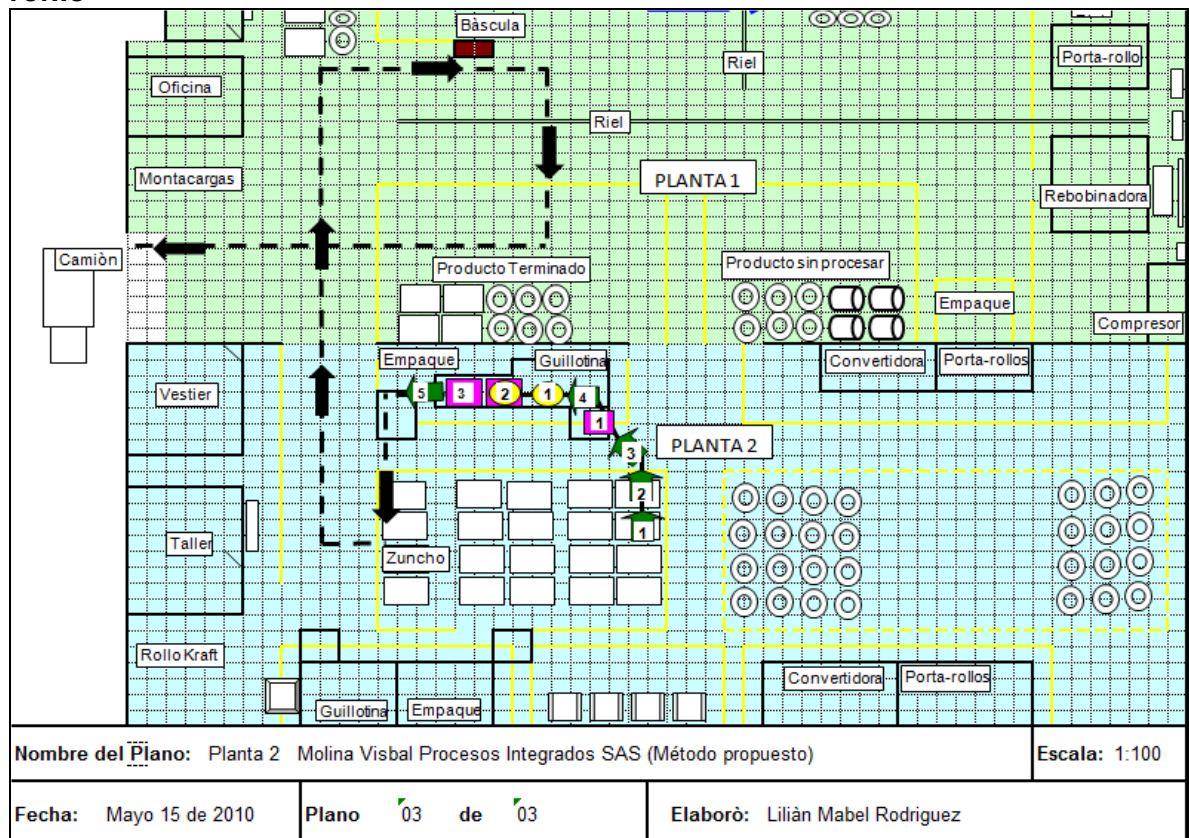 Bàscula
Porta-rollo
Riel
Oficina
Riel
Montacargas
PLANTA 1
Rebobinadora
Camiòn
Producto Terminado
Producto sin procesar
Empaque
Compresor
Empaque
Guillotina
Convertidora
Porta-rollos
Vestier
5 3 2 1 4
1
PLANTA 2
3
2
1
Taller
Zuncho
Rollo Kraft
Convertidora
Porta-rollos
Guillotina
Empaque
Nombre del Plano: Planta 2 Molina Visbal Procesos Integrados SAS (Método propuesto)
Escala: 1:100
Fecha: Mayo 15 de 2010
Plano 03 de 03
Elaborò: Liliàn Mabel Rodriguez